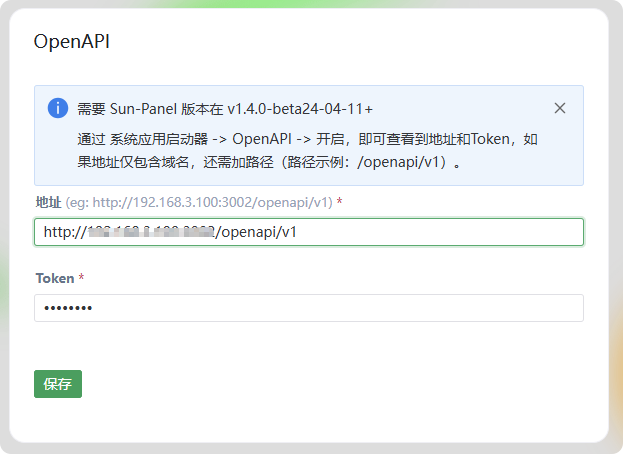 OpenAPI
需要 Sun-Panel 版本在 v1.4.0-beta24-04-11+
通过 系统应用启动器 -> OpenAPI -> 开启，即可查看到地址和Token，如
果地址仅包含域名，还需加路径（路径示例：/openapi/v1）。
地址 (eg: http://192.168.3.100:3002/openapi/v1) *
http:///openapi/v1
Token *
••••••••
保存